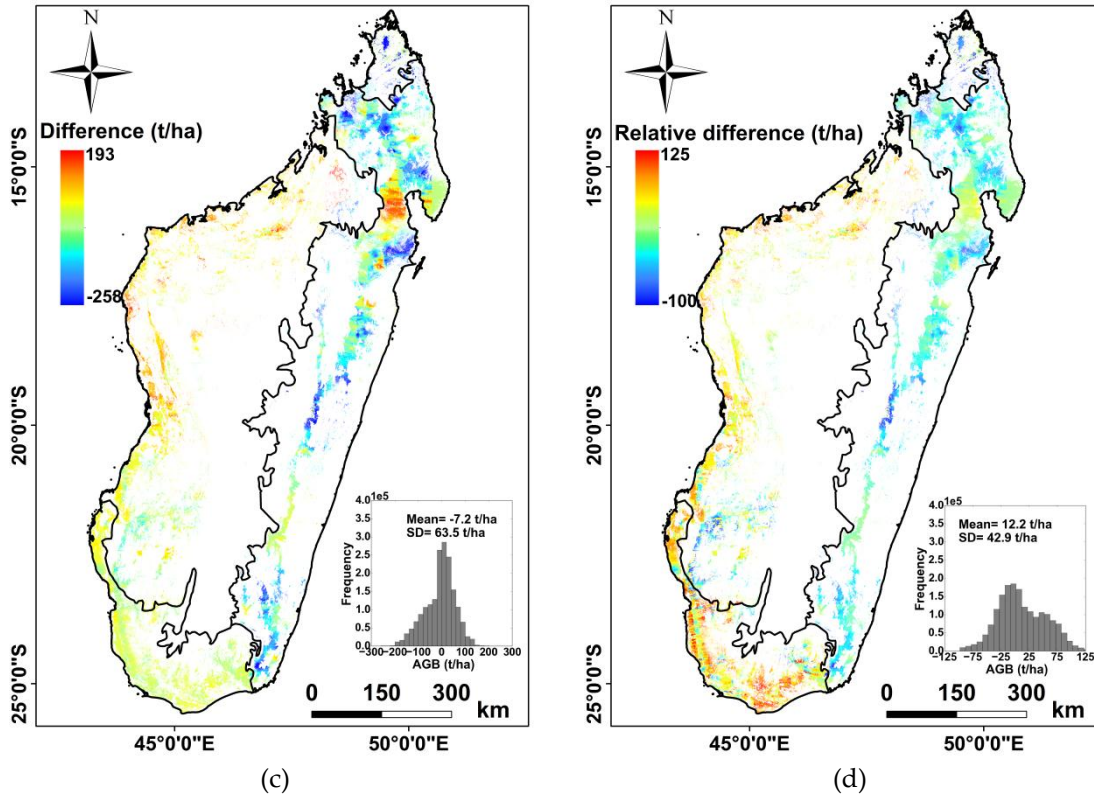 N
Difference (t/ha)
193
-258
15°0'0"S
20°0'0"S
25°0'0"S
4.0 1e5
3.5
3.0
2.5
2.0
1.5
1.0
0.5
0.0
Frequency
Mean= -7.2 t/ha
SD= 63.5 t/ha
-300 -200 -100 0 100 300
AGB (t/ha)
0 150 300
km
45°0'0"E 50°0'0"E
(c)
N
Relative difference (t/ha)
125
-100
15°0'0"S
20°0'0"S
25°0'0"S
4.0 1e5
3.5
3.0
2.5
2.0
1.5
1.0
0.5
0.0
Frequency
Mean= 12.2 t/ha
SD= 42.9 t/ha
-125 -75 -25 25 75 125
AGB (t/ha)
0 150 300
km
45°0'0"E 50°0'0"E
(d)